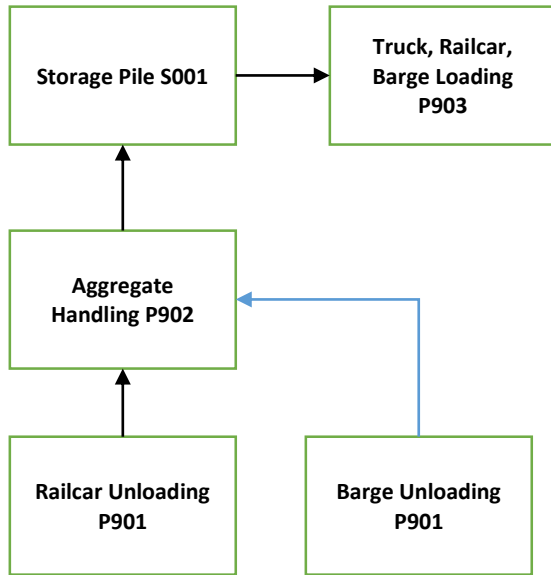 Storage Pile S001
Truck, Railcar,
Barge Loading
P903
Aggregate
Handling P902
Railcar Unloading
P901
Barge Unloading
P901